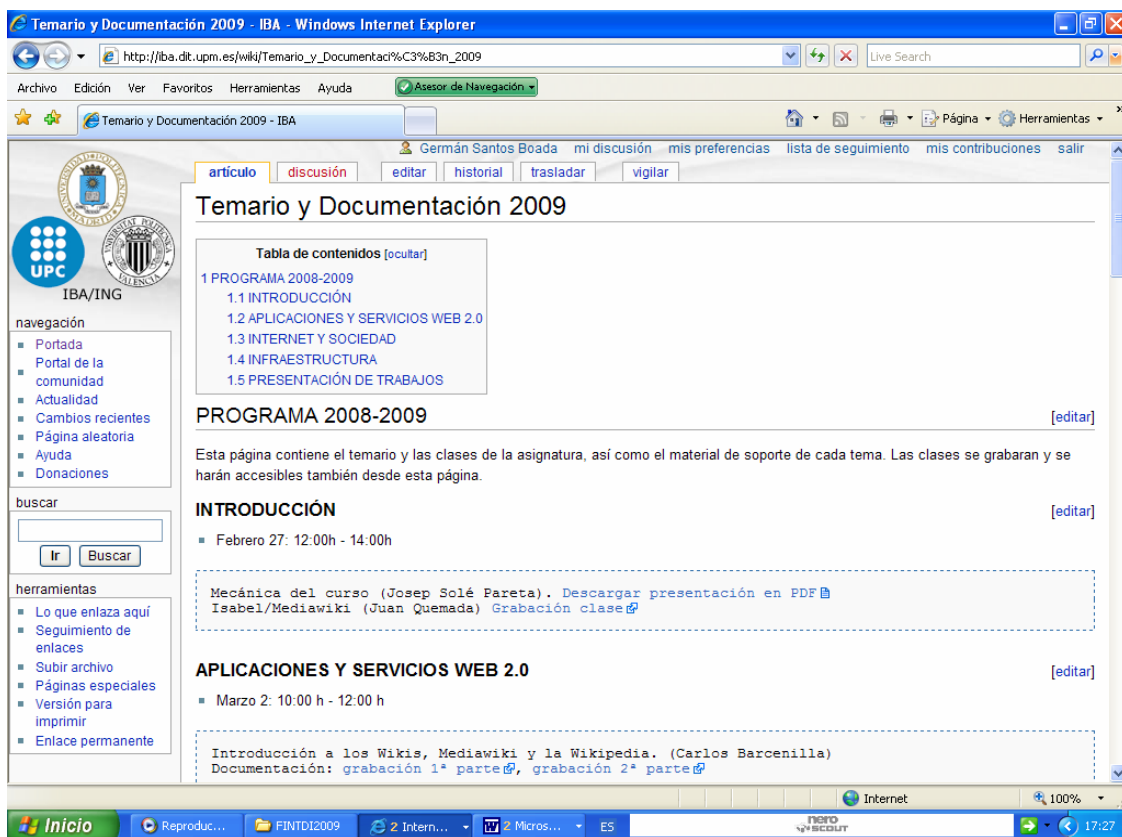 Temario y Documentación 2009 - IBA - Windows Internet Explorer
http://iba.dit.upm.es/wiki/Temario_y_Documentaci%C3%B3n_2009
Live Search
Archivo Edición Ver Favoritos Herramientas Ayuda Asesor de Navegación
Temario y Documentación 2009 - IBA Página Herramientas
Germán Santos Boada mi discusión mis preferencias lista de seguimiento mis contribuciones salir
artículo discusión editar historial trasladar vigilar
UPC
IBA/ING
navegación
Portada
Portal de la
comunidad
Actualidad
Cambios recientes
Página aleatoria
Ayuda
Donaciones
buscar
Ir Buscar
herramientas
Lo que enlaza aquí
Seguimiento de
enlaces
Subir archivo
Páginas especiales
Versión para
imprimir
Enlace permanente
Temario y Documentación 2009
Tabla de contenidos [ocultar]
1 PROGRAMA 2008-2009
1.1 INTRODUCCIÓN
1.2 APLICACIONES Y SERVICIOS WEB 2.0
1.3 INTERNET Y SOCIEDAD
1.4 INFRAESTRUCTURA
1.5 PRESENTACIÓN DE TRABAJOS
PROGRAMA 2008-2009 [editar]
Esta página contiene el temario y las clases de la asignatura, así como el material de soporte de cada tema. Las clases se grabaran y se
harán accesibles también desde esta página.
INTRODUCCIÓN [editar]
Febrero 27: 12:00h - 14:00h
Mecánica del curso (Josep Solé Pareta). Descargar presentación en PDF
Isabel/Mediawiki (Juan Quemada) Grabación clase
APLICACIONES Y SERVICIOS WEB 2.0 [editar]
Marzo 2: 10:00 h - 12:00 h
Introducción a los Wikis, Mediawiki y la Wikipedia. (Carlos Barcenilla)
Documentación: grabación 1ª parte, grabación 2ª parte
Internet 100%
Inicio Reproduc... FINTDI2009 2 Intern... 2 Micros... ES nero SCOUT 17:27